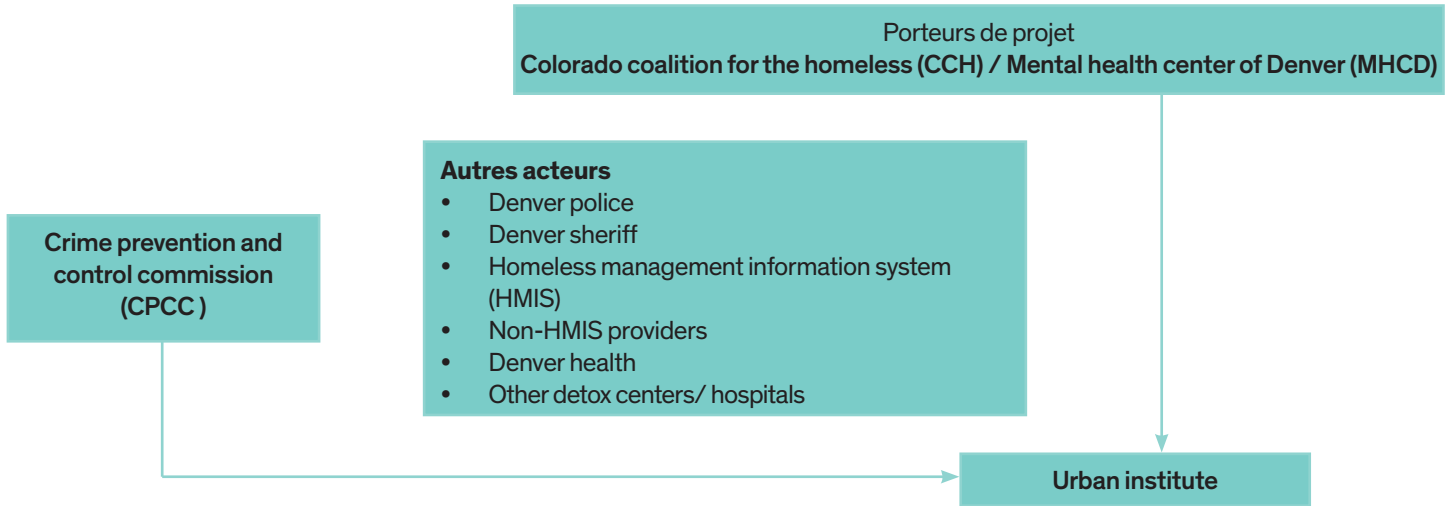 Porteurs de projet
Colorado coalition for the homeless (CCH) / Mental health center of Denver (MHCD)
Autres acteurs
• Denver police
• Denver sheriff
• Homeless management information system
(HMIS)
• Non-HMIS providers
• Denver health
• Other detox centers/ hospitals
Crime prevention and
control commission
(CPCC )
Urban institute